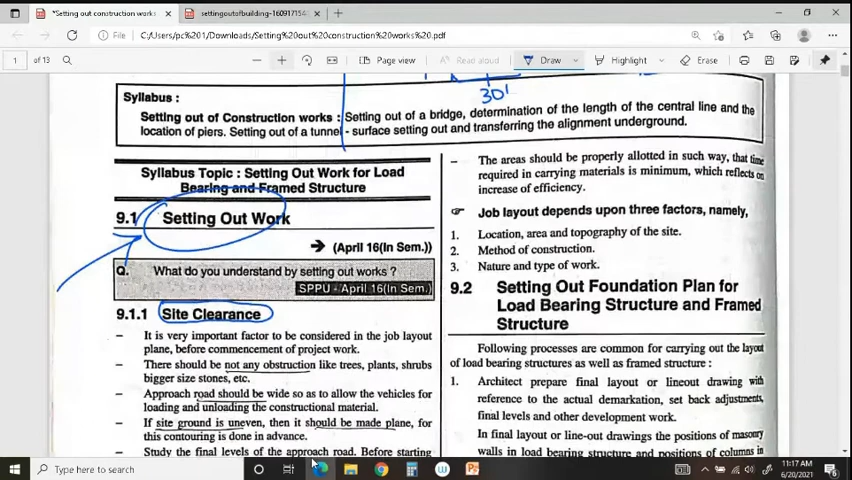 *Setting out construction works
settingoutofbuilding-160917154
File
C:/Users/pc%201/Downloads/Setting%20out%20construction%20works%20.pdf
1 of 13
Page view
Read aloud
Draw
Highlight
Erase
30'
Syllabus :
Setting out of Construction works : Setting out of a bridge, determination of the length of the central line and the
location of piers. Setting out of a tunnel - surface setting out and transferring the alignment underground.
Syllabus Topic : Setting Out Work for Load
Bearing and Framed Structure
9.1 Setting Out Work
➔ (April 16(In Sem.))
Q. What do you understand by setting out works ?
SPPU - April 16(In Sem.)
9.1.1 Site Clearance
– It is very important factor to be considered in the job layout
plane, before commencement of project work.
– There should be not any obstruction like trees, plants, shrubs
bigger size stones, etc.
– Approach road should be wide so as to allow the vehicles for
loading and unloading the constructional material.
– If site ground is uneven, then it should be made plane, for
this contouring is done in advance.
– Study the final levels of the approach road. Before starting
– The areas should be properly allotted in such way, that time
required in carrying materials is minimum, which reflects on
increase of efficiency.
☞ Job layout depends upon three factors, namely,
1. Location, area and topography of the site.
2. Method of construction.
3. Nature and type of work.
9.2 Setting Out Foundation Plan for
Load Bearing Structure and Framed
Structure
Following processes are common for carrying out the layout
of load bearing structures as well as framed structure :
1. Architect prepare final layout or lineout drawing with
reference to the actual demarkation, set back adjustments,
final levels and other development work.
In final layout or line-out drawings the positions of masonry
walls in load bearing structure and positions of columns in
Type here to search
11:17 AM
6/20/2021